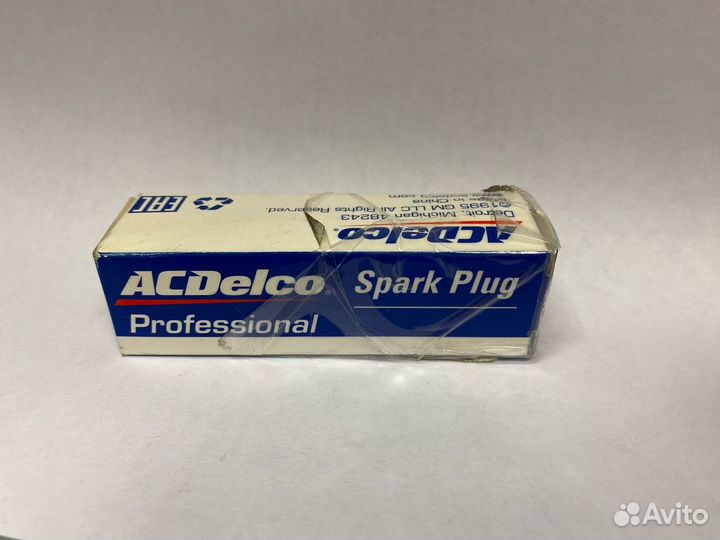 ACDelco®
Professional
Spark Plug
ACDelco.
Detroit, Michigan 48243
©1995 GM LLC All Rights Reserved.
Made in China
www.acdelco.com
EAC
Avito